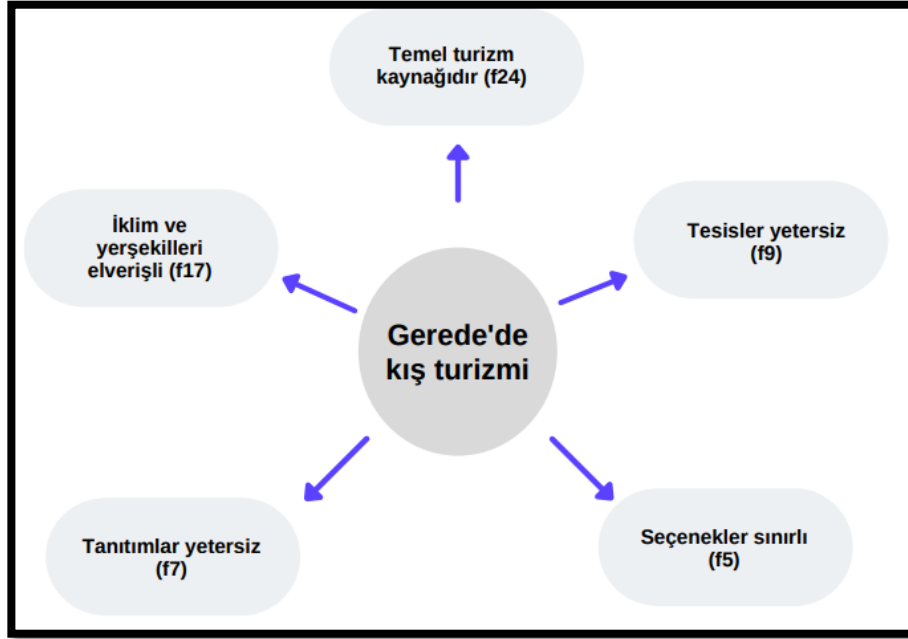 Temel turizm
kaynağıdır (f24)
İklim ve
yerşekilleri
elverişli (f17)
Tesisler yetersiz
(f9)
Gerede'de
kış turizmi
Tanıtımlar yetersiz
(f7)
Seçenekler sınırlı
(f5)